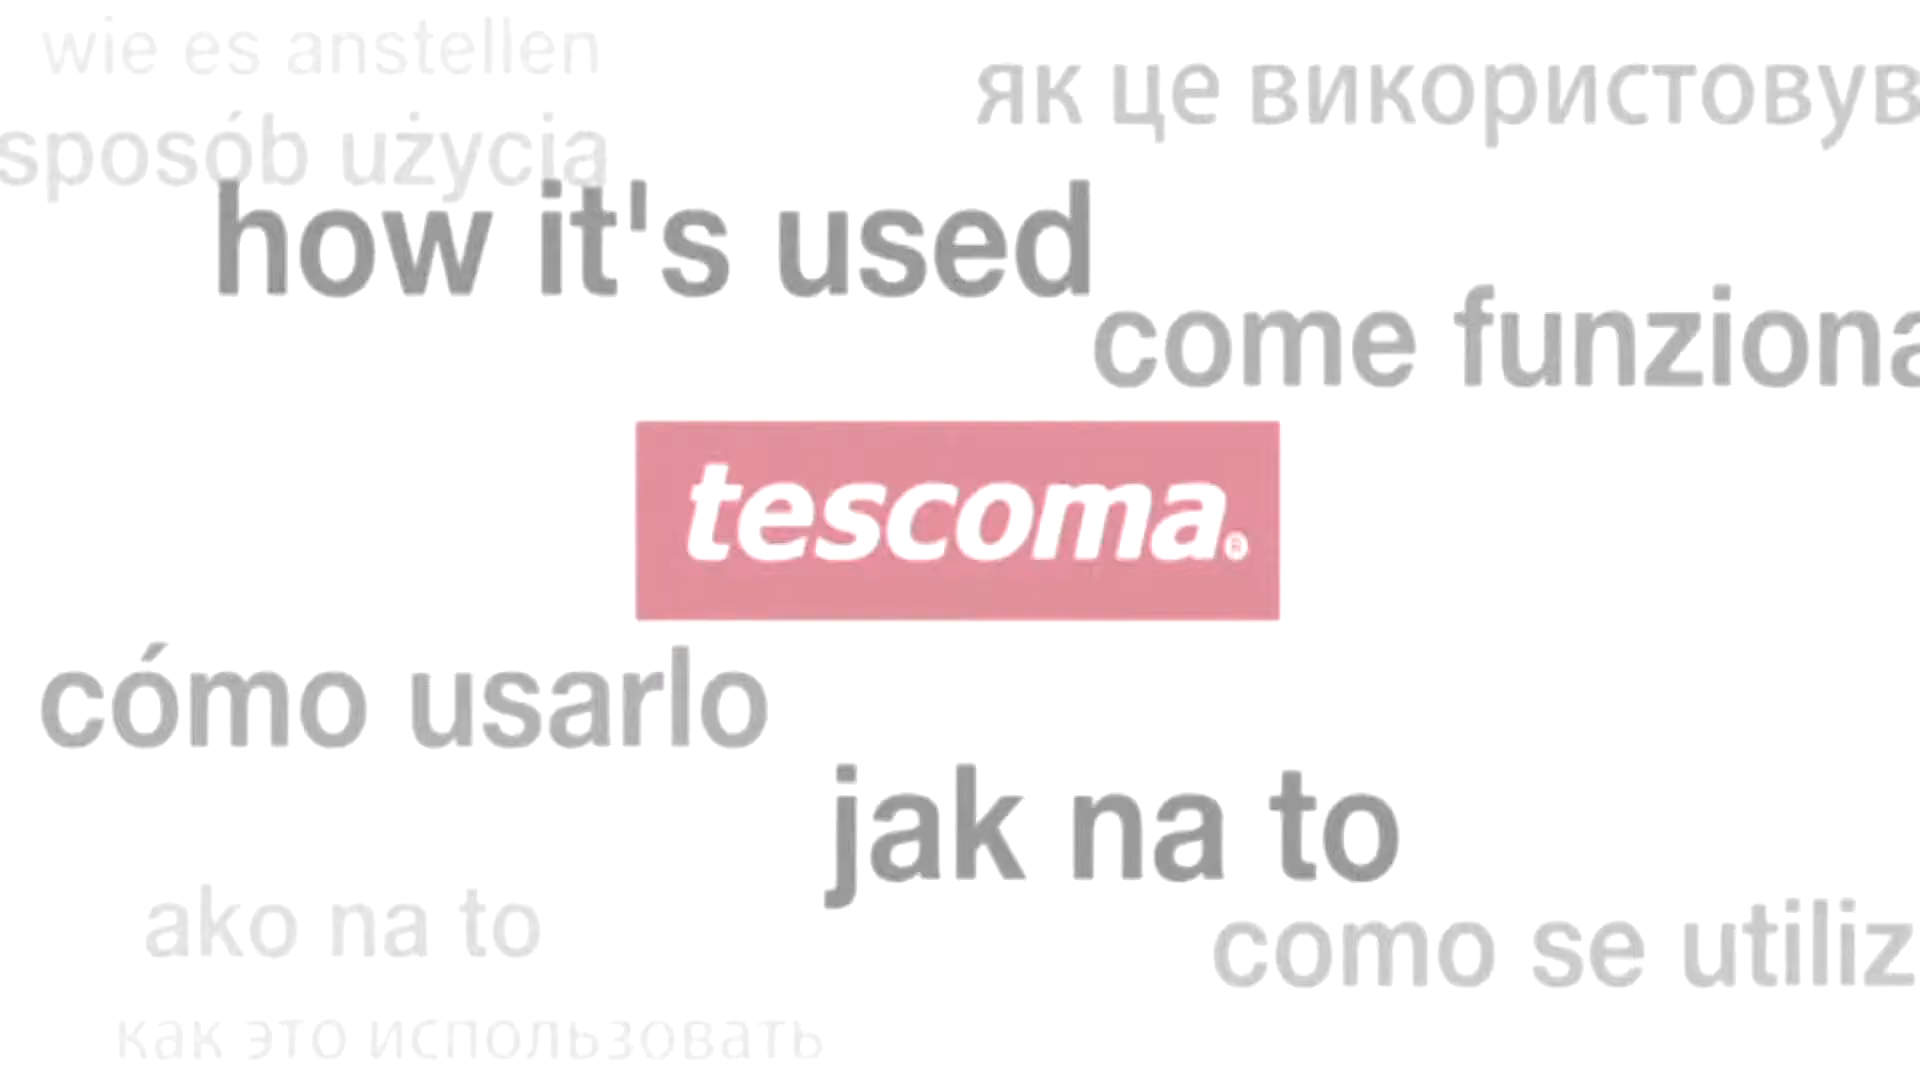 wie es anstellen
як це використовув
sposób użycia
how it's used
come funziona
tescoma.®
cómo usarlo
jak na to
ako na to
como se utiliz
как это использовать